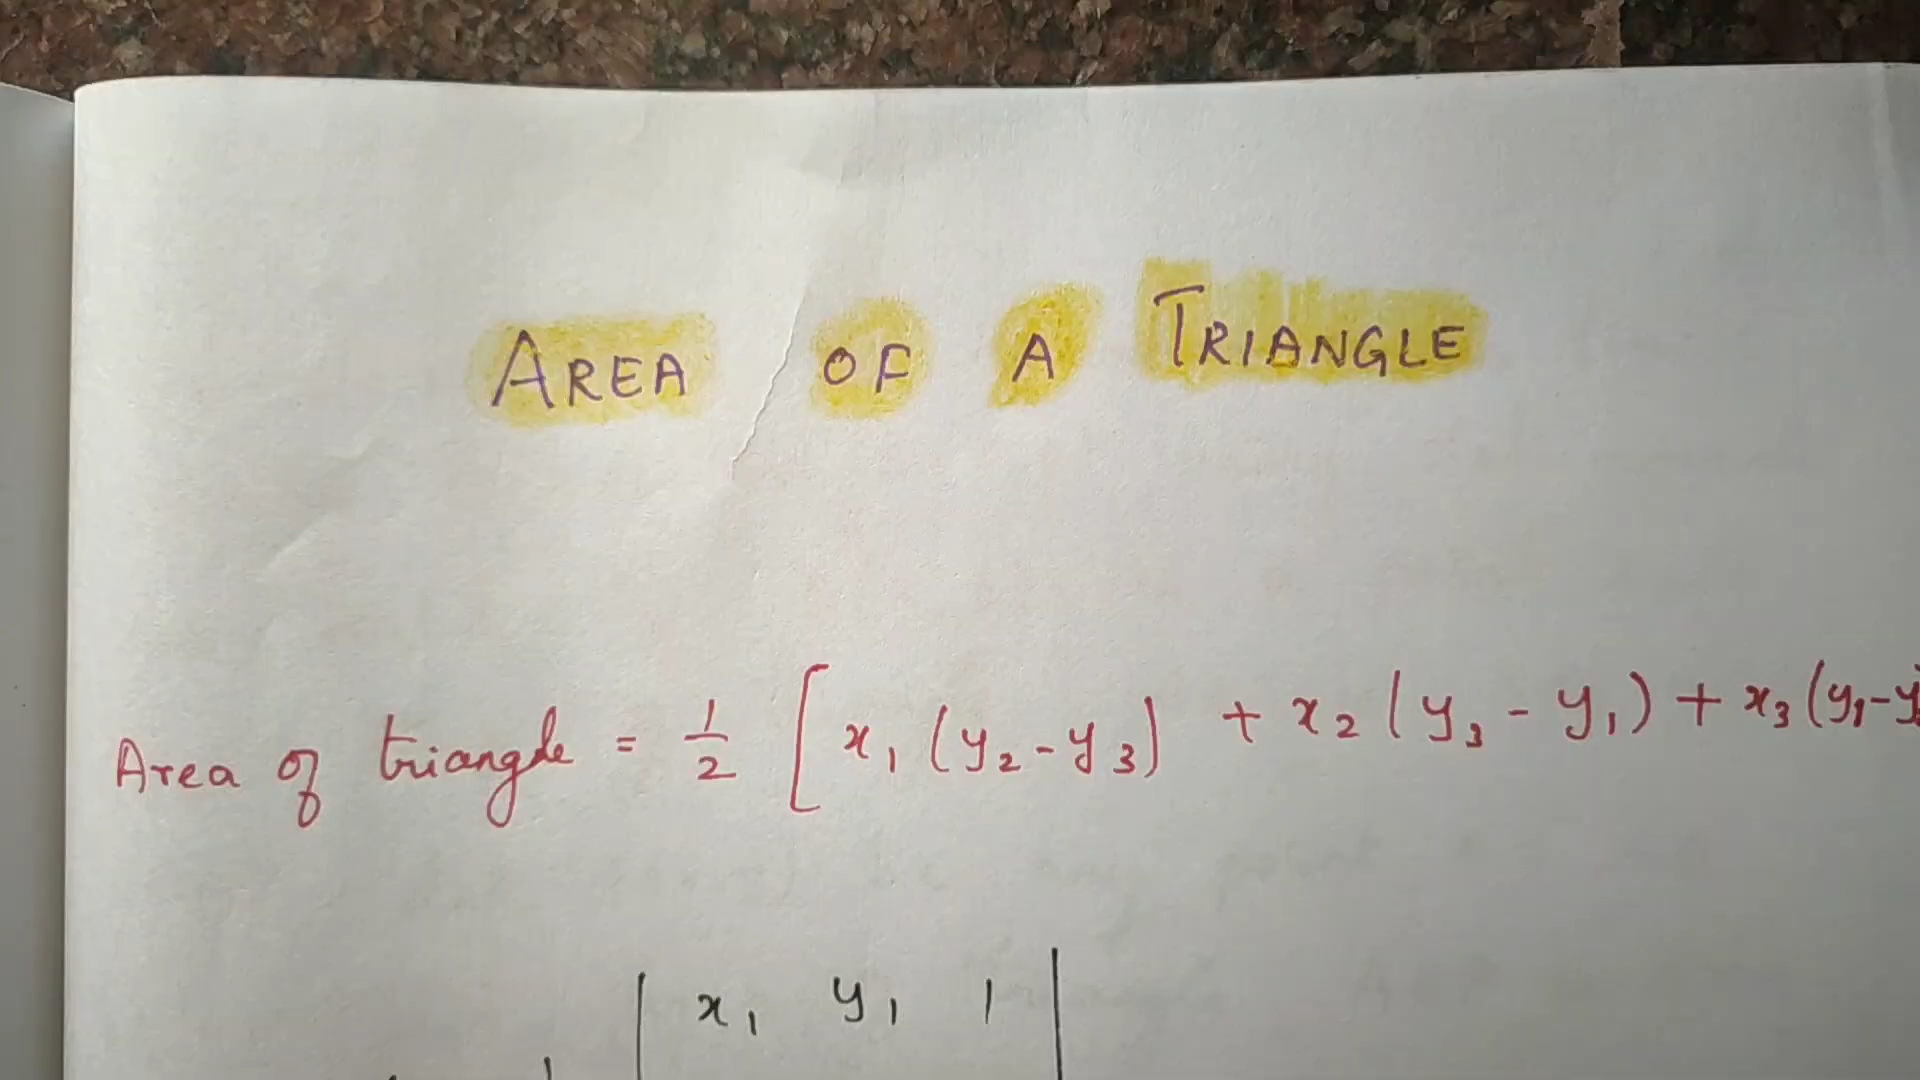 AREA OF A TRIANGLE
Area of triangle = 1/2 [ x₁ (y₂ - y₃) + x₂ (y₃ - y₁) + x₃ (y₁ - y
x₁ y₁ 1